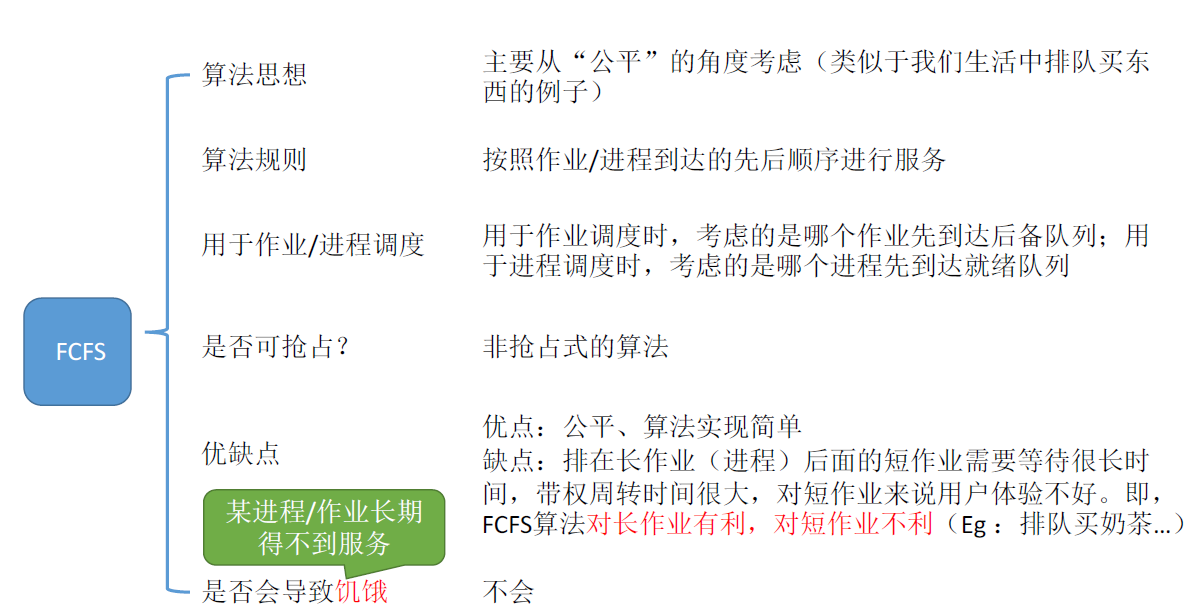 算法思想
主要从“公平”的角度考虑（类似于我们生活中排队买东
西的例子）
算法规则
按照作业/进程到达的先后顺序进行服务
用于作业/进程调度
用于作业调度时，考虑的是哪个作业先到达后备队列；用
于进程调度时，考虑的是哪个进程先到达就绪队列
FCFS
是否可抢占？
非抢占式的算法
优缺点
优点：公平、算法实现简单
缺点：排在长作业（进程）后面的短作业需要等待很长时
间，带权周转时间很大，对短作业来说用户体验不好。即，
FCFS算法对长作业有利，对短作业不利（Eg：排队买奶茶...）
某进程/作业长期
得不到服务
是否会导致饥饿
不会